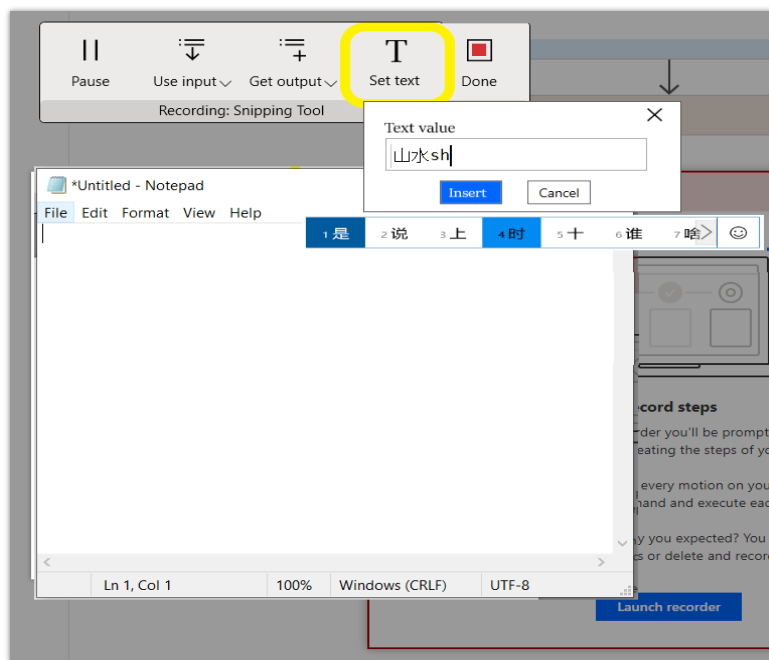 Pause Use input Get output Set text Done
Recording: Snipping Tool
Text value
山水sh
Insert Cancel
*Untitled - Notepad
File Edit Format View Help
1 是 2 说 3 上 4 时 5 十 6 谁 7 啥
cord steps
der you'll be prompt
eating the steps of yo
every motion on you
hand and execute eac
y you expected? You
s or delete and recor
Launch recorder
Ln 1, Col 1 100% Windows (CRLF) UTF-8